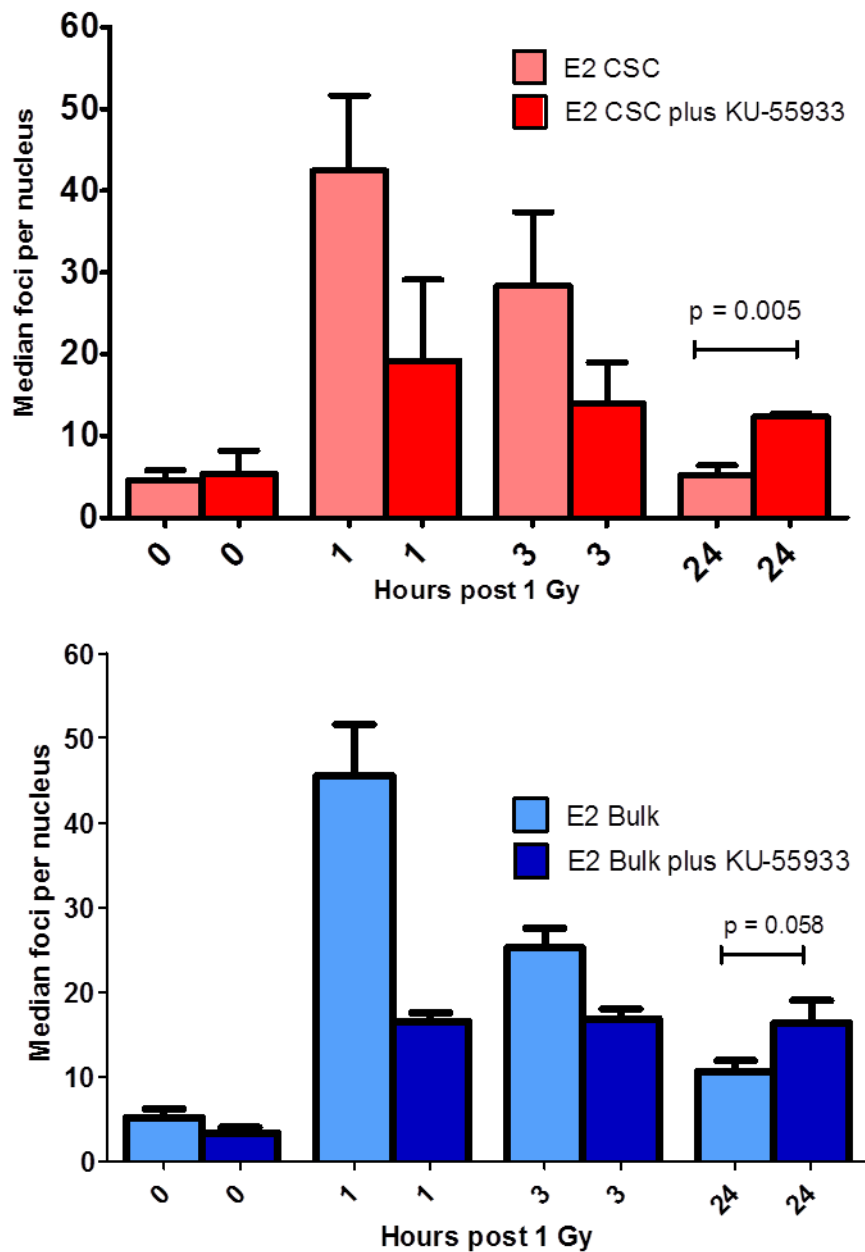 60
50
40
30
20
10
0
Median foci per nucleus
E2 CSC
E2 CSC plus KU-55933
p = 0.005
0 0 1 1 3 3 24 24
Hours post 1 Gy
60
50
40
30
20
10
0
Median foci per nucleus
E2 Bulk
E2 Bulk plus KU-55933
p = 0.058
0 0 1 1 3 3 24 24
Hours post 1 Gy